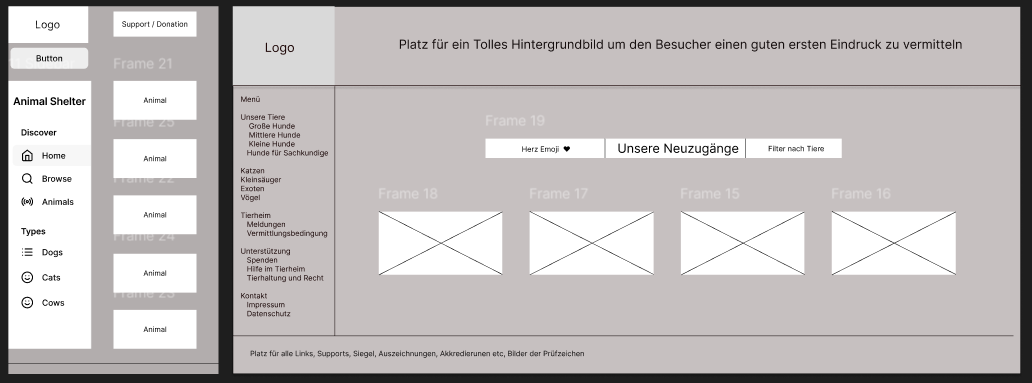 Logo
Support / Donation
Button
Frame 21
Animal Shelter
Animal
Frame 25
Discover
Home
Animal
Browse
Frame 22
Animals
Animal
Types
Frame 24
Dogs
Cats
Animal
Frame 23
Cows
Animal
Logo
Platz für ein Tolles Hintergrundbild um den Besucher einen guten ersten Eindruck zu vermitteln
Menü
Unsere Tiere
Große Hunde
Mittlere Hunde
Kleine Hunde
Hunde für Sachkundige
Katzen
Kleinsäuger
Exoten
Vögel
Tierheim
Meldungen
Vermittlungsbedingung
Unterstützung
Spenden
Hilfe im Tierheim
Tierhaltung und Recht
Kontakt
Impressum
Datenschutz
Frame 19
Herz Emoji ♥
Unsere Neuzugänge
Filter nach Tiere
Frame 18
Frame 17
Frame 15
Frame 16
Platz für alle Links, Supports, Siegel, Auszeichnungen, Akkredierunen etc, Bilder der Prüfzeichen